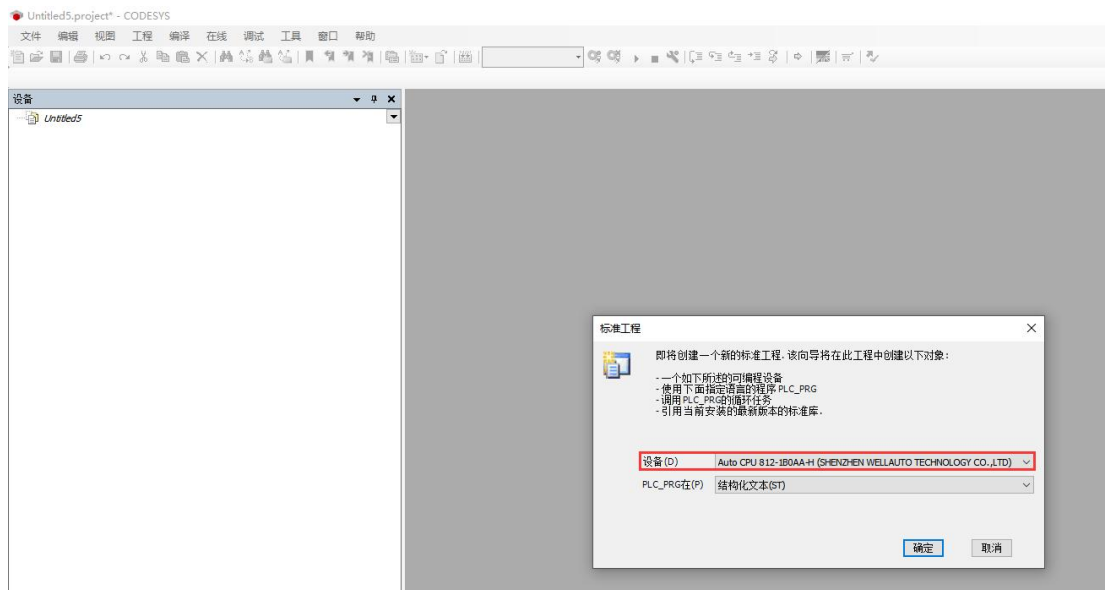 Untitled5.project* - CODESYS
文件 编辑 视图 工程 编译 在线 调试 工具 窗口 帮助
设备
Untitled5
标准工程
即将创建一个新的标准工程.该向导将在此工程中创建以下对象:
-一个如下所述的可编程设备
-使用下面指定语言的程序PLC_PRG
-调用PLC_PRG的循环任务
-引用当前安装的最新版本的标准库.
设备(D) Auto CPU 812-1B0AA-H (SHENZHEN WELLAUTO TECHNOLOGY CO.,LTD)
PLC_PRG在(P) 结构化文本(ST)
确定 取消